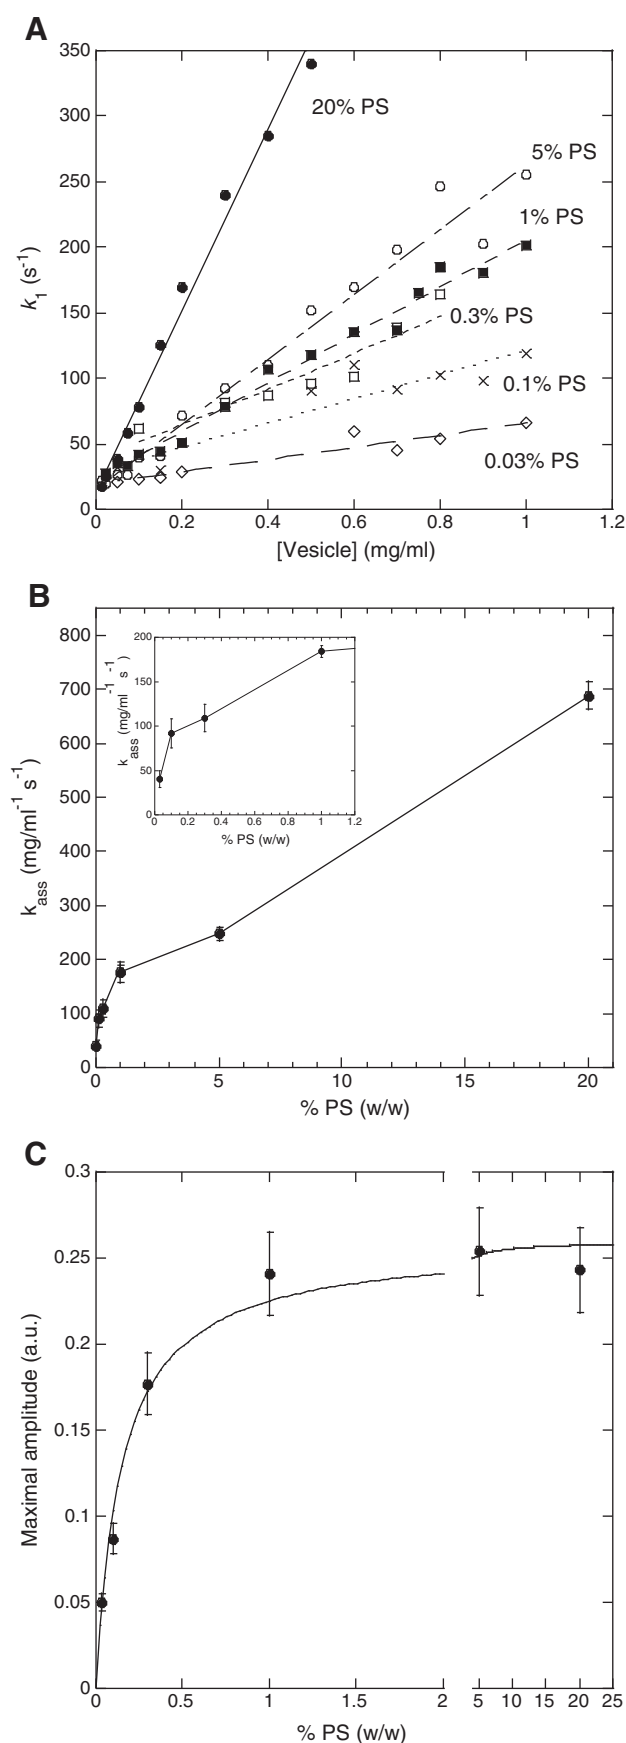 A
350
300
250
200
150
100
50
0
k1 (s-1)
20% PS
5% PS
1% PS
0.3% PS
0.1% PS
0.03% PS
0 0.2 0.4 0.6 0.8 1 1.2
[Vesicle] (mg/ml)
B
800
700
600
500
400
300
200
100
0
kass (mg/ml-1 s-1)
200
150
100
50
0
kass (mg/ml-1 s-1)
0 0.2 0.4 0.6 0.8 1 1.2
% PS (w/w)
0 5 10 15 20
% PS (w/w)
C
0.3
0.25
0.2
0.15
0.1
0.05
0
Maximal amplitude (a.u.)
0 0.5 1 1.5 2 5 10 15 20 25
% PS (w/w)